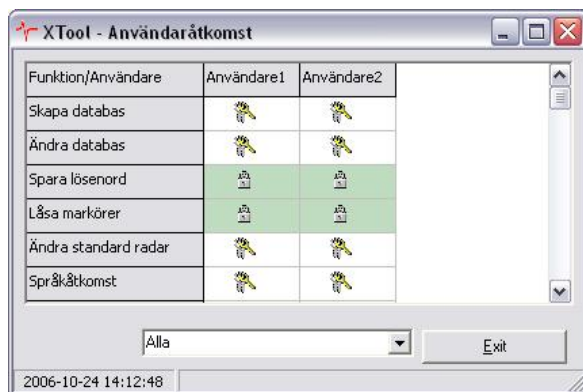 XTool - Användaråtkomst
Funktion/Användare Användare1 Användare2
Skapa databas
Ändra databas
Spara lösenord
Låsa markörer
Ändra standard radar
Språkåtkomst
Alla
Exit
2006-10-24 14:12:48